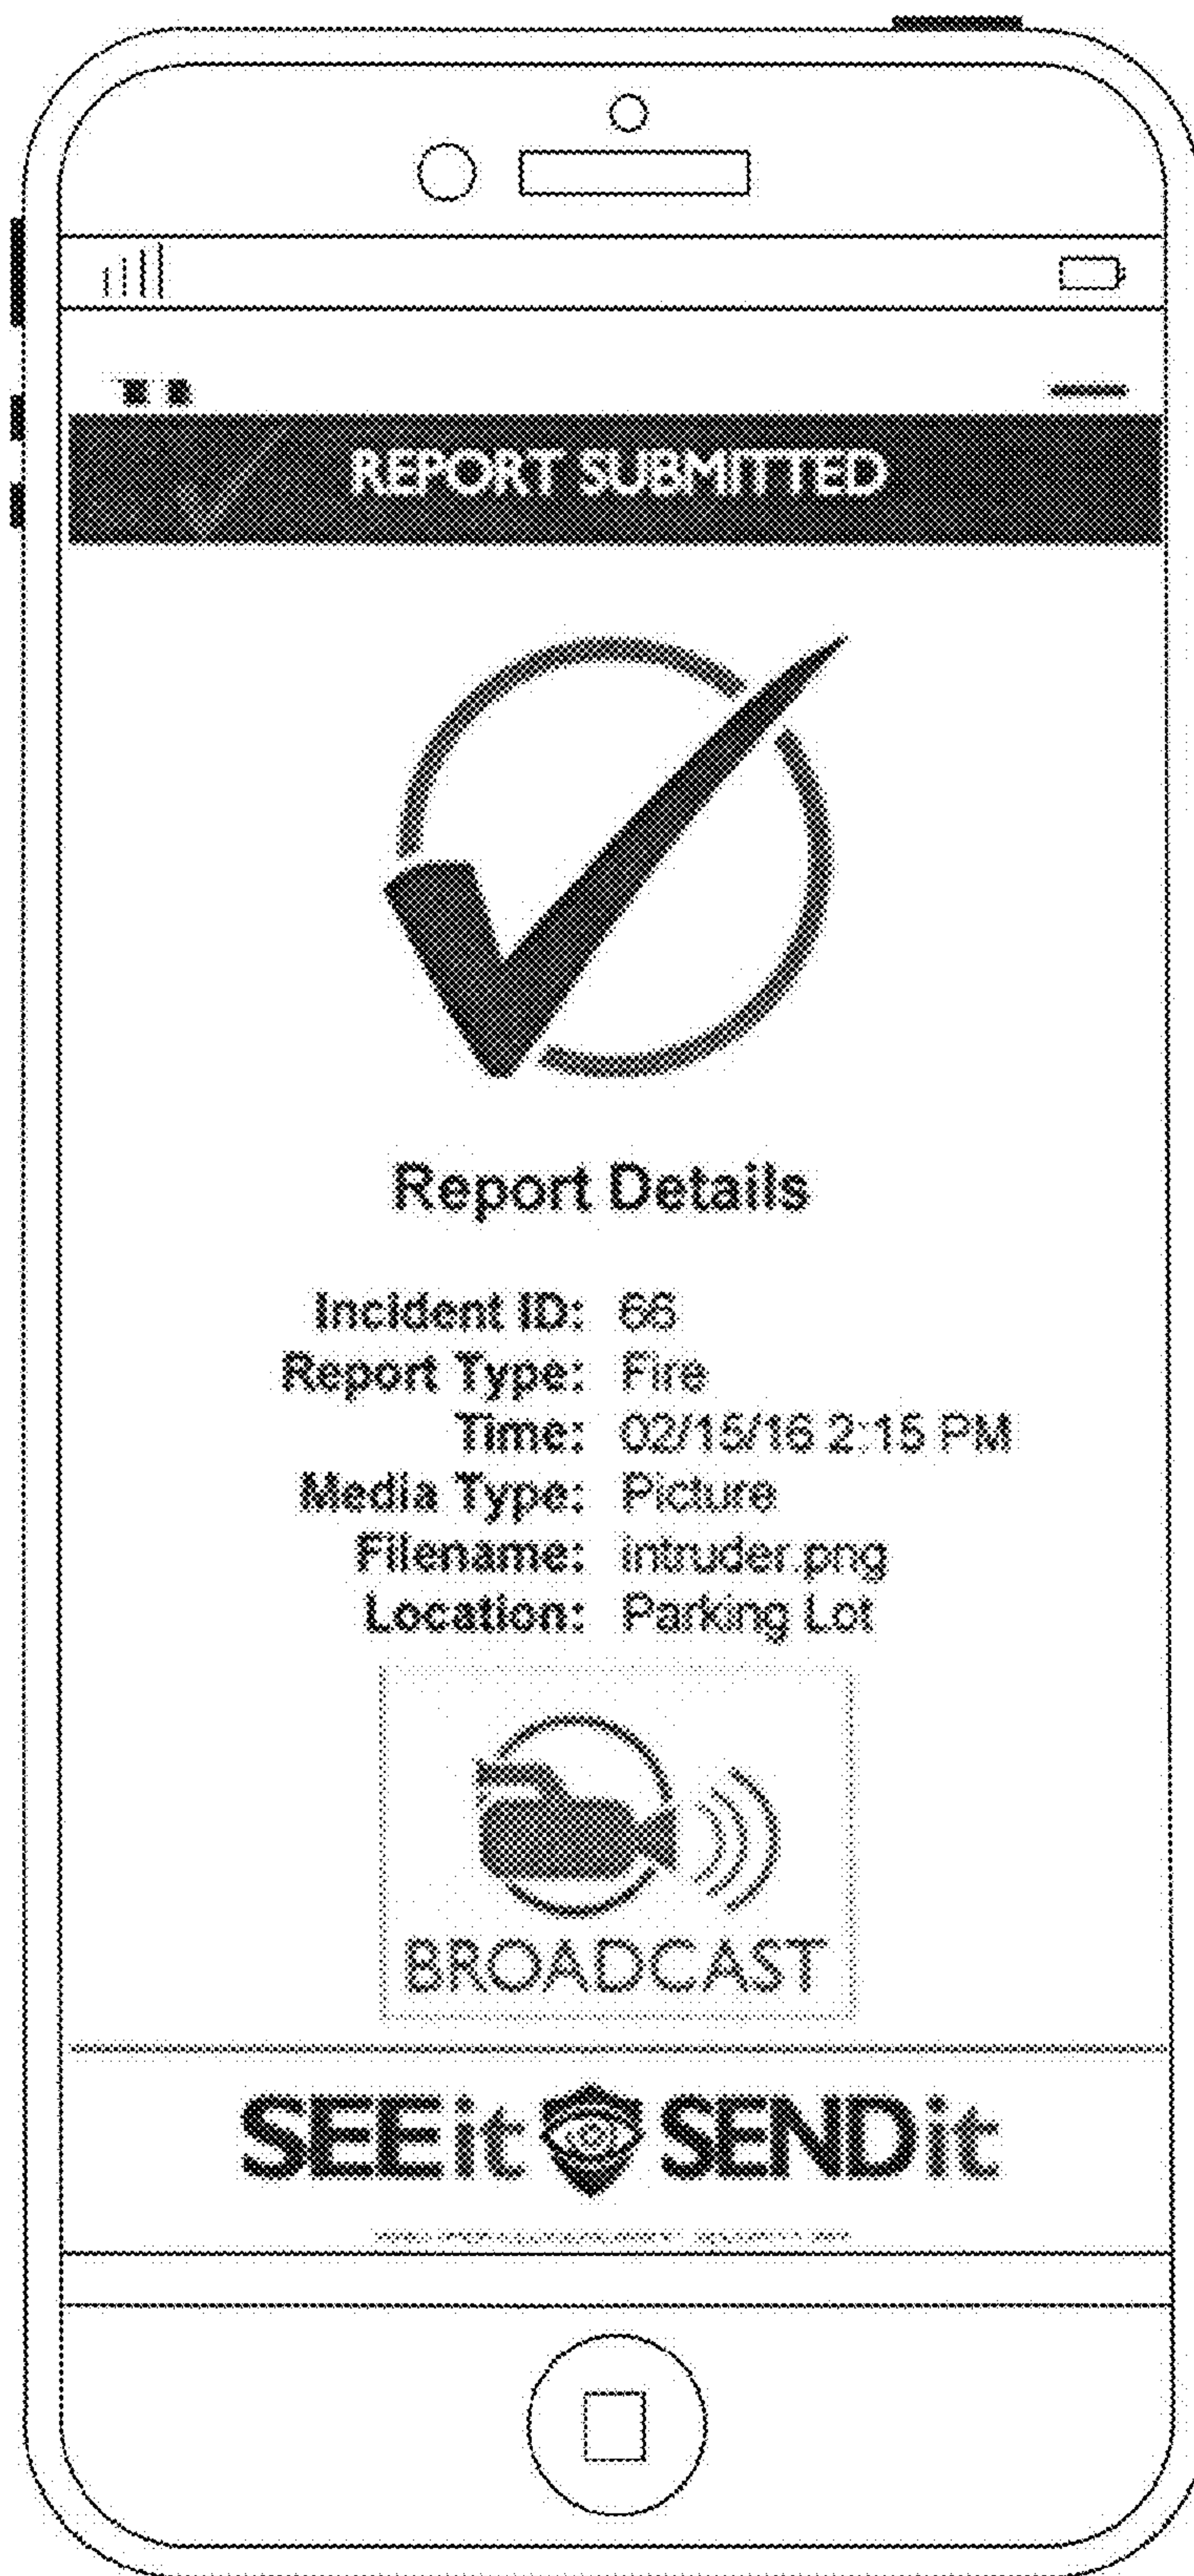 REPORT SUBMITTED
Report Details
Incident ID: 66
Report Type: Fire
Time: 02/15/16 2:15 PM
Media Type: Picture
Filename: intruder.png
Location: Parking Lot
BROADCAST
SEEit SENDit